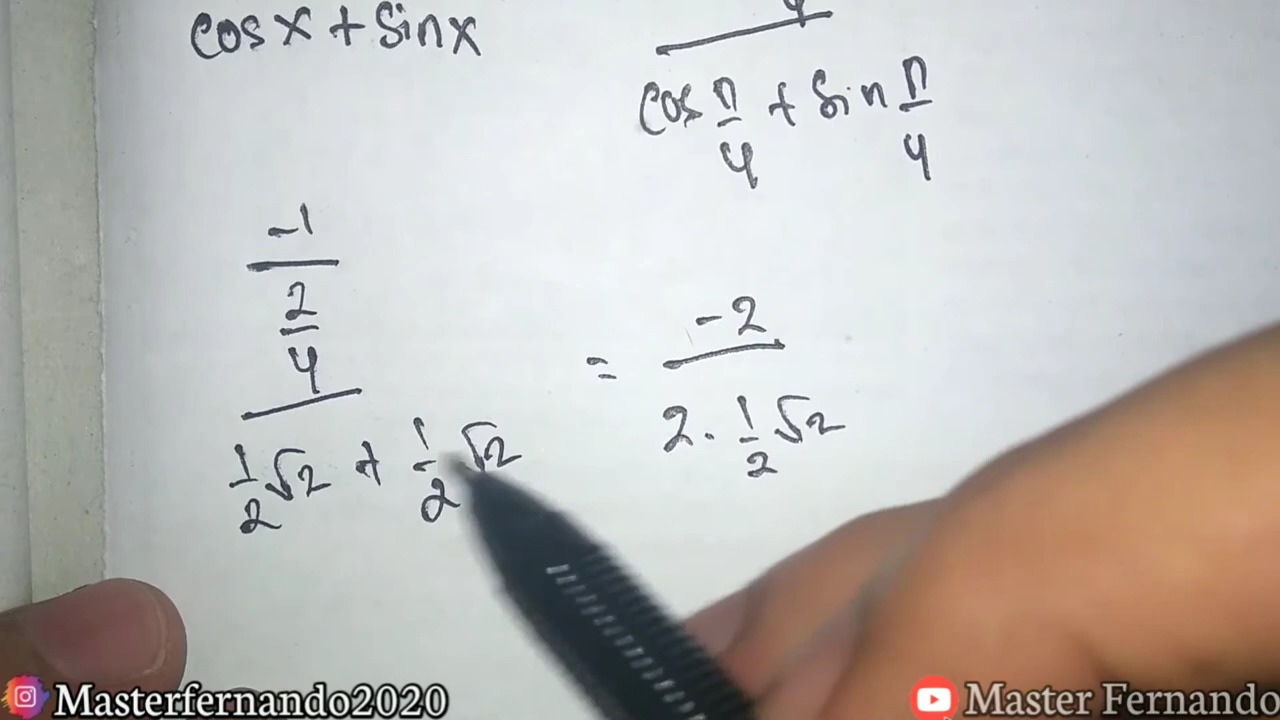 cos x + sin x
cos π/4 + sin π/4
-1
2
4
1/2 √2 + 1/2 √2
= -2
2 . 1/2 √2
Masterfernando2020
Master Fernando